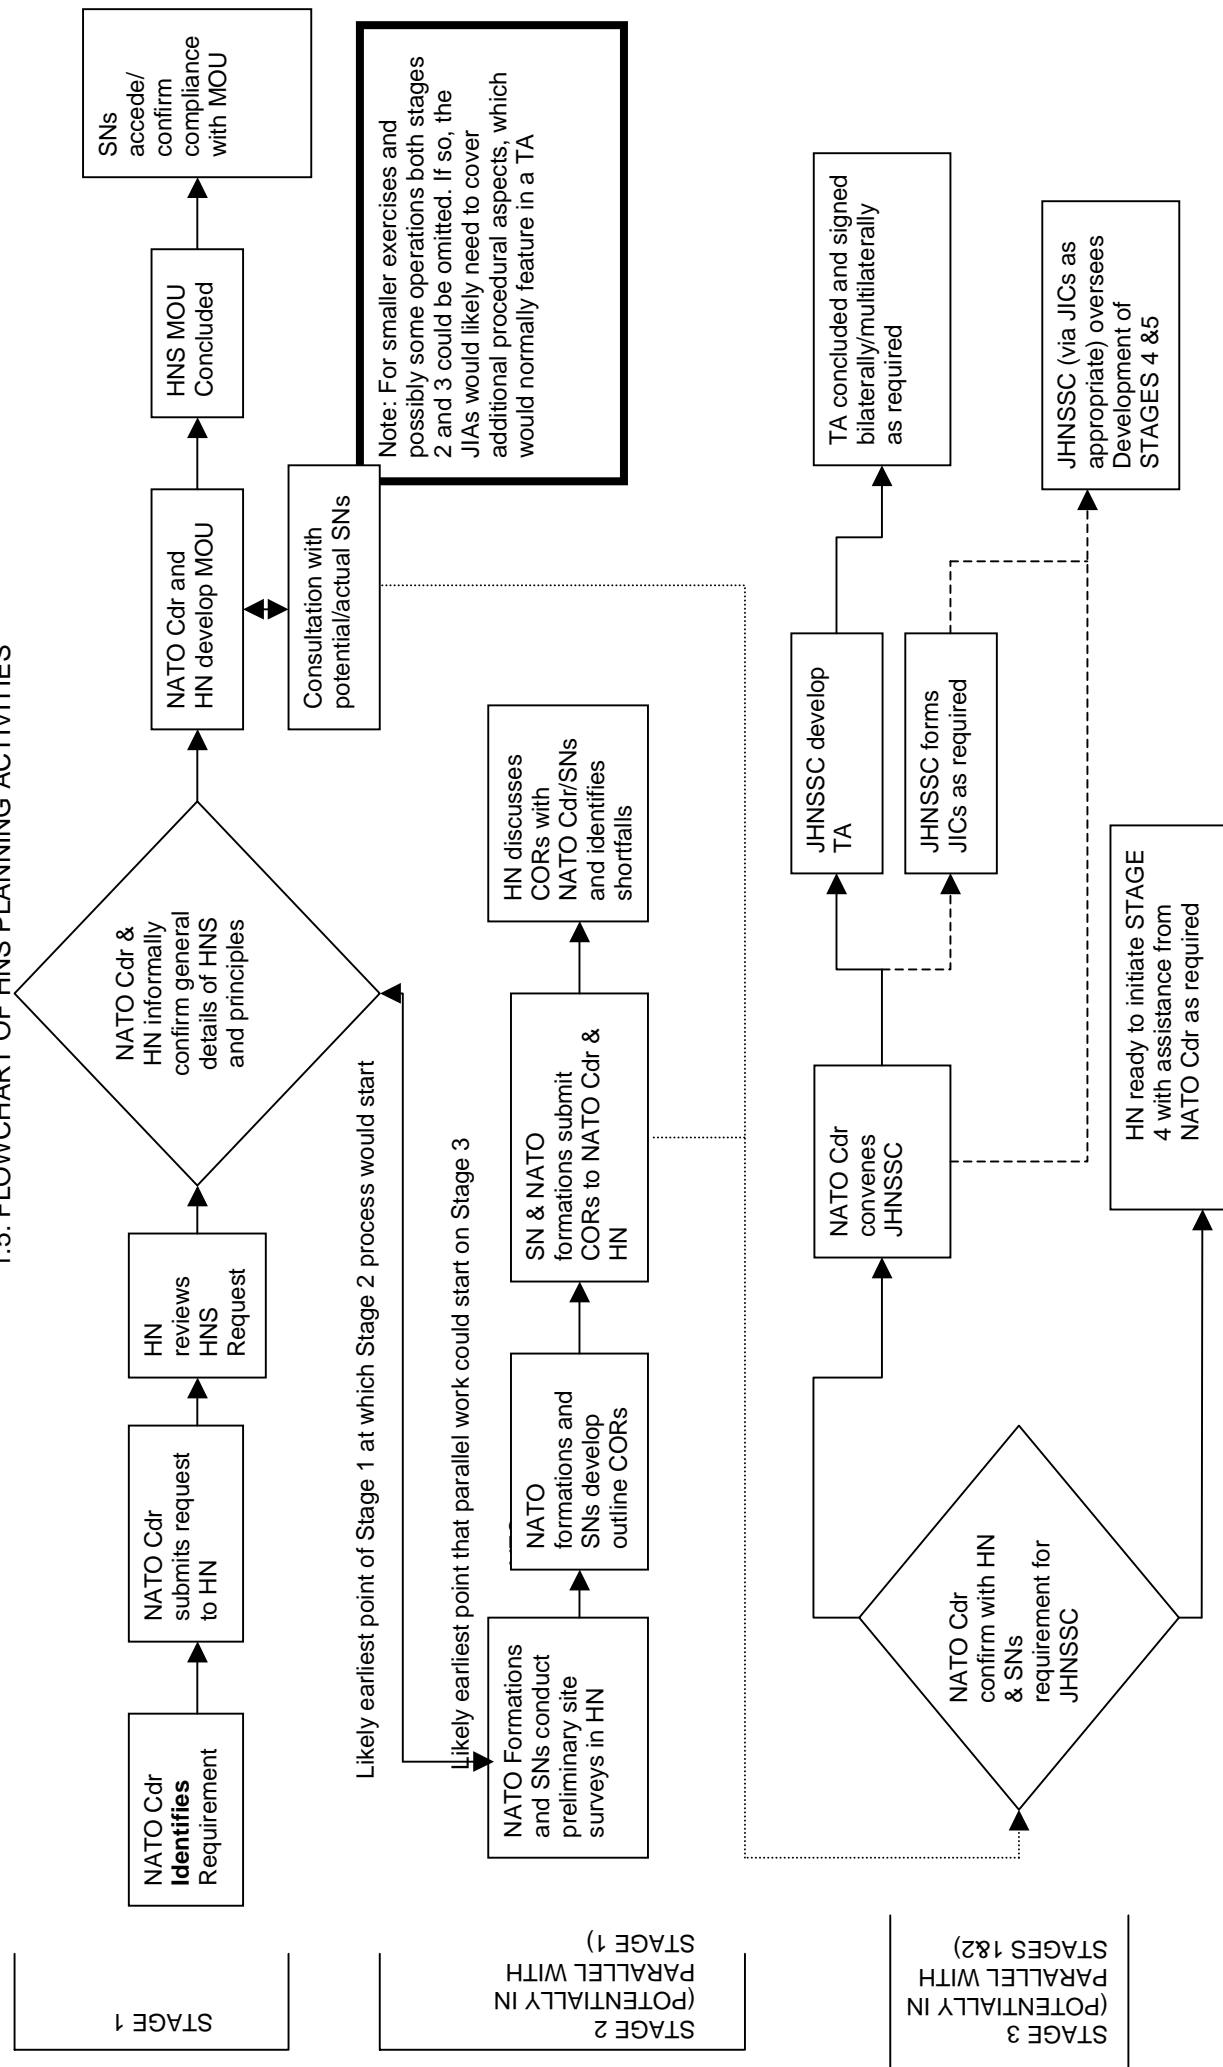 1.5. FLOWCHART OF HNS PLANNING ACTIVITIES
STAGE 1
NATO Cdr
Identifies
Requirement
NATO Cdr
submits request
to HN
HN
reviews
HNS
Request
NATO Cdr &
HN informally
confirm general
details of HNS
and principles
NATO Cdr and
HN develop MOU
HNS MOU
Concluded
SNs
accede/
confirm
compliance
with MOU
Consultation with
potential/actual SNs
Note: For smaller exercises and
possibly some operations both stages
2 and 3 could be omitted. If so, the
JIAs would likely need to cover
additional procedural aspects, which
would normally feature in a TA
Likely earliest point of Stage 1 at which Stage 2 process would start
Likely earliest point that parallel work could start on Stage 3
STAGE 2
(POTENTIALLY IN
PARALLEL WITH
STAGE 1)
NATO Formations
and SNs conduct
preliminary site
surveys in HN
NATO
formations and
SNs develop
outline CORs
SN & NATO
formations submit
CORs to NATO Cdr &
HN
HN discusses
CORs with
NATO Cdr/SNs
and identifies
shortfalls
STAGE 3
(POTENTIALLY IN
PARALLEL WITH
STAGES 1&2)
NATO Cdr
confirm with HN
& SNs
requirement for
JHNSSC
NATO Cdr
convenes
JHNSSC
JHNSSC develop
TA
TA concluded and signed
bilaterally/multilaterally
as required
JHNSSC forms
JICs as required
JHNSSC (via JICs as
appropriate) oversees
Development of
STAGES 4 &5
HN ready to initiate STAGE
4 with assistance from
NATO Cdr as required